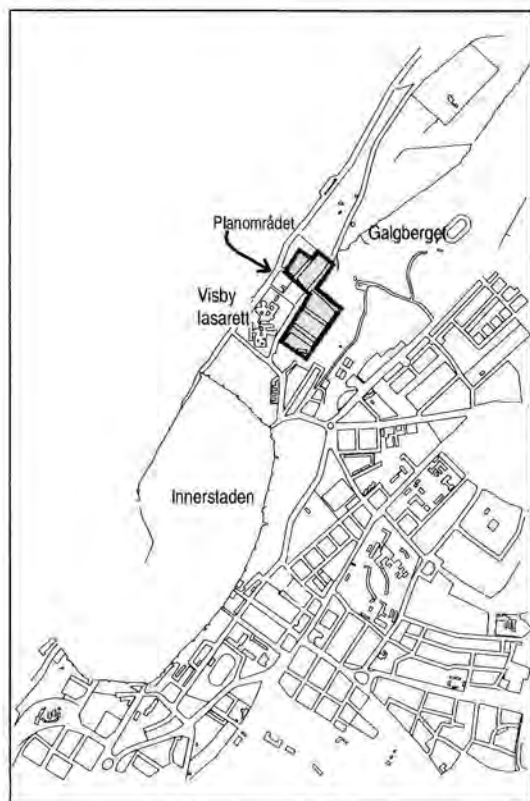 Planområdet
Galgberget
Visby
lasarett
Innerstaden